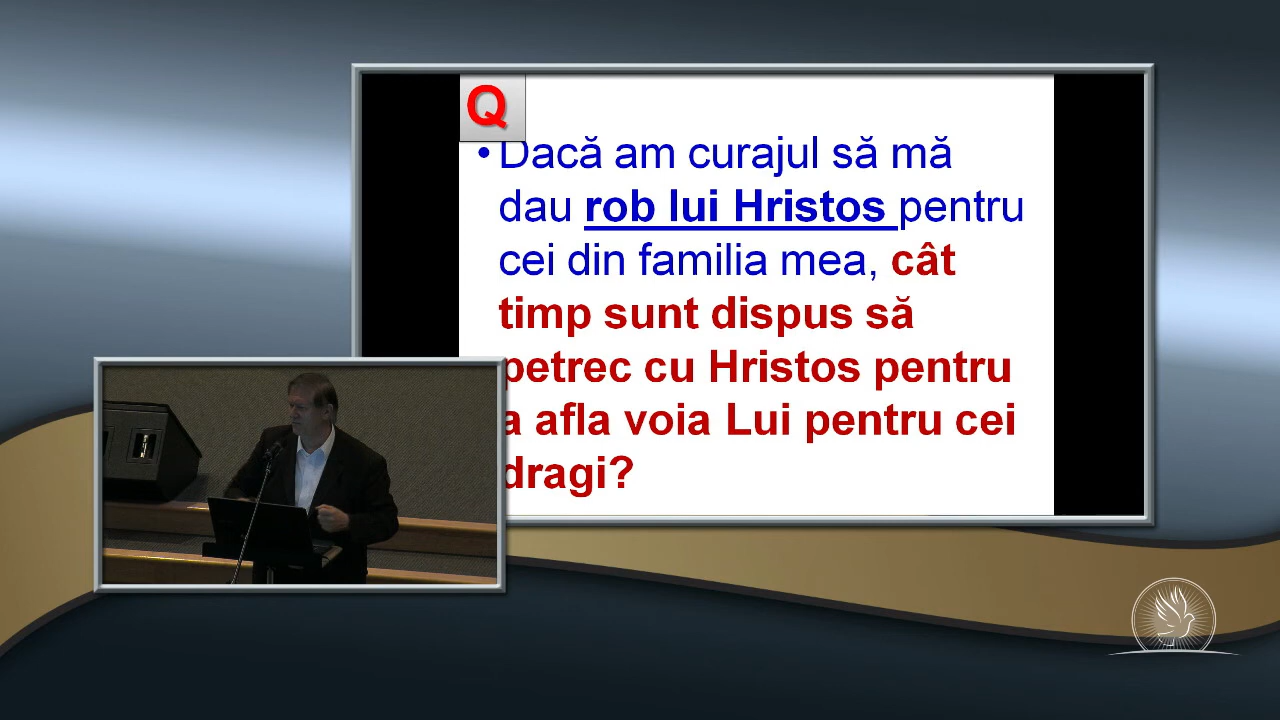 Q
• Dacă am curajul să mă
dau rob lui Hristos pentru
cei din familia mea, cât
timp sunt dispus să
petrec cu Hristos pentru
a afla voia Lui pentru cei
dragi?